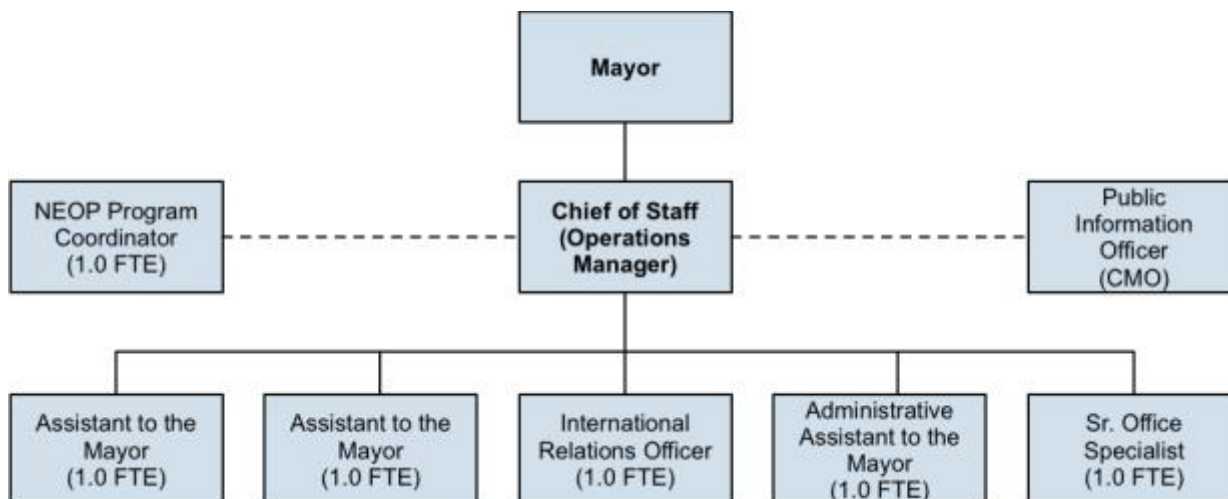 Mayor
NEOP Program
Coordinator
(1.0 FTE)
Chief of Staff
(Operations
Manager)
Public
Information
Officer
(CMO)
Assistant to the
Mayor
(1.0 FTE)
Assistant to the
Mayor
(1.0 FTE)
International
Relations Officer
(1.0 FTE)
Administrative
Assistant to the
Mayor
(1.0 FTE)
Sr. Office
Specialist
(1.0 FTE)